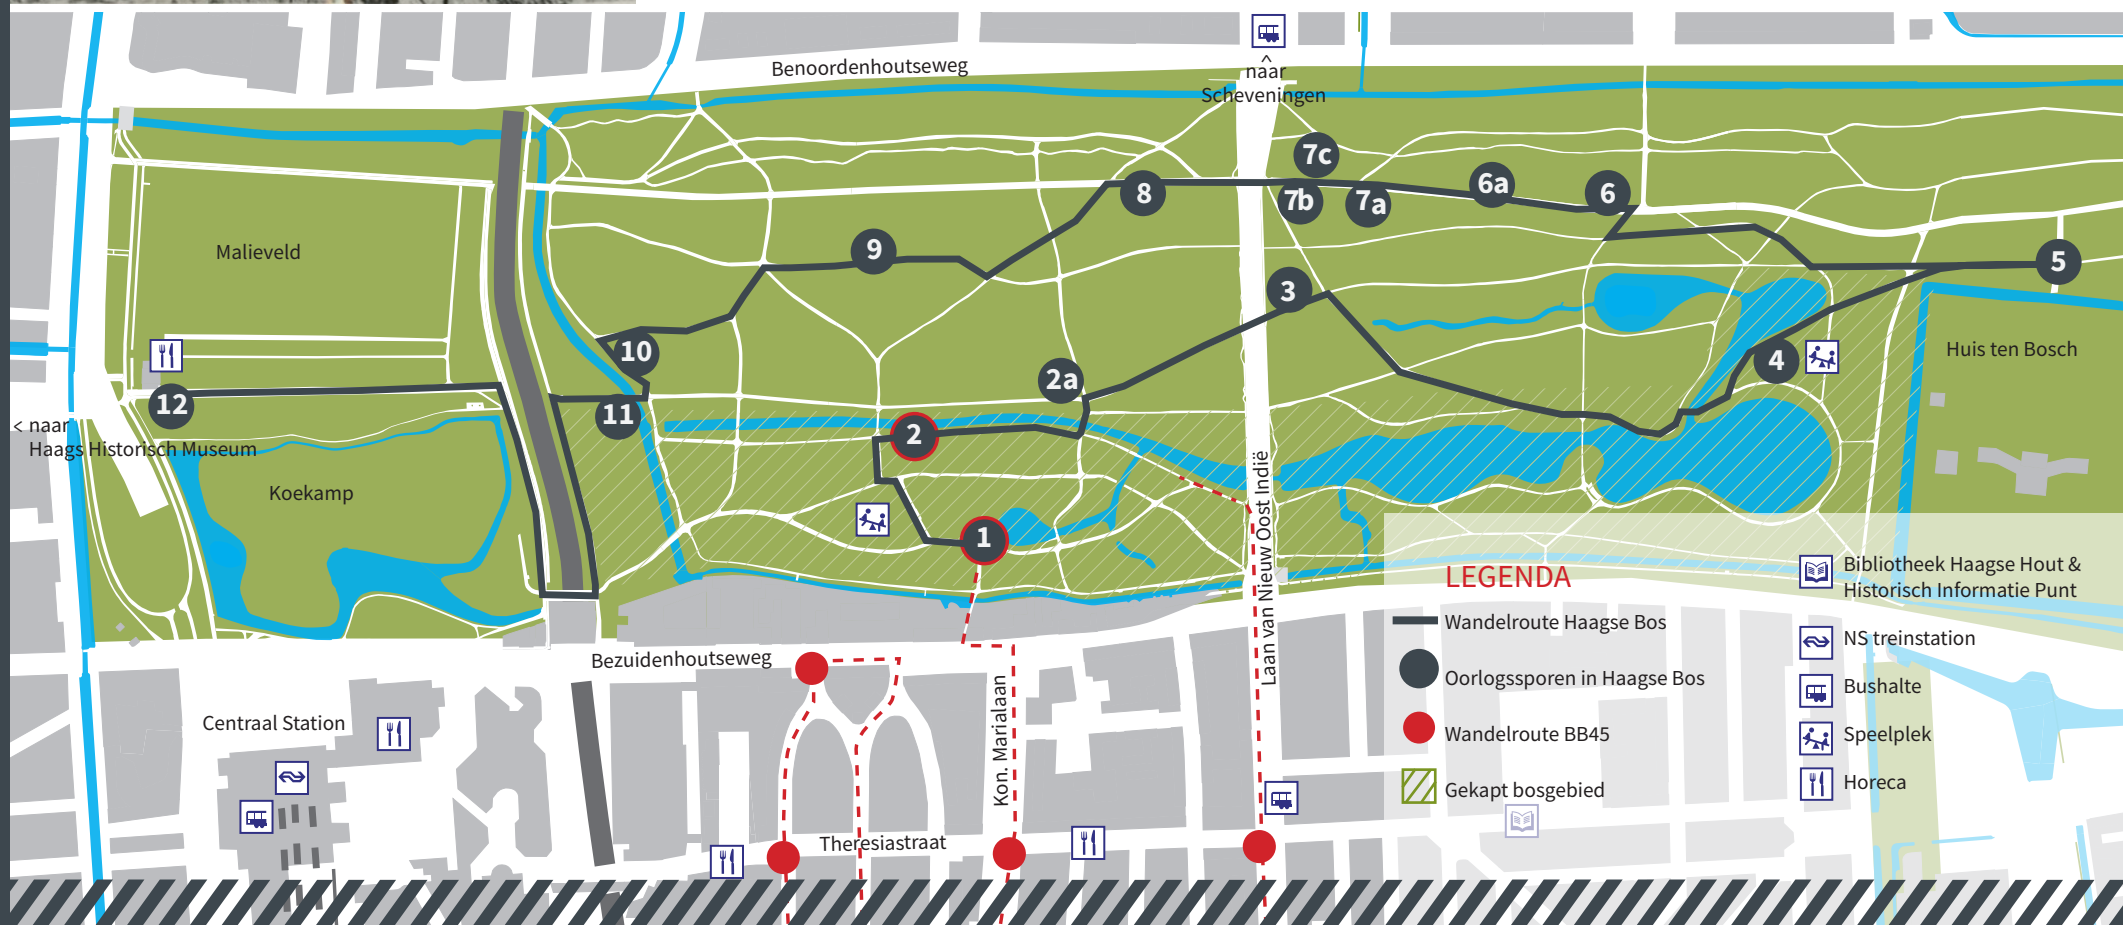 Benoordenhoutseweg
^
naar
Scheveningen
7c
6a
6
8
7b
7a
Malieveld
9
5
3
10
2a
4
Huis ten Bosch
12
11
< naar
Haags Historisch Museum
2
Koekamp
1
Laan van Nieuw Oost Indië
LEGENDA
Wandelroute Haagse Bos
Oorlogssporen in Haagse Bos
Wandelroute BB45
Gekapt bosgebied
Bibliotheek Haagse Hout &
Historisch Informatie Punt
NS treinstation
Bushalte
Speelplek
Horeca
Bezuidenhoutseweg
Kon. Marialaan
Centraal Station
Theresiastraat